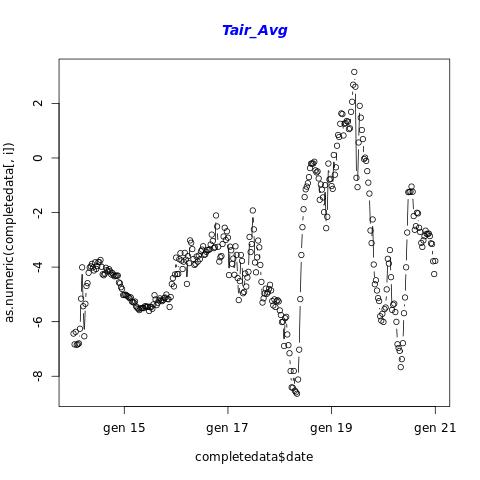 Tair_Avg
as.numeric(completedata[, i])
2
0
-2
-4
-6
-8
gen 15
gen 17
gen 19
gen 21
completedata$date